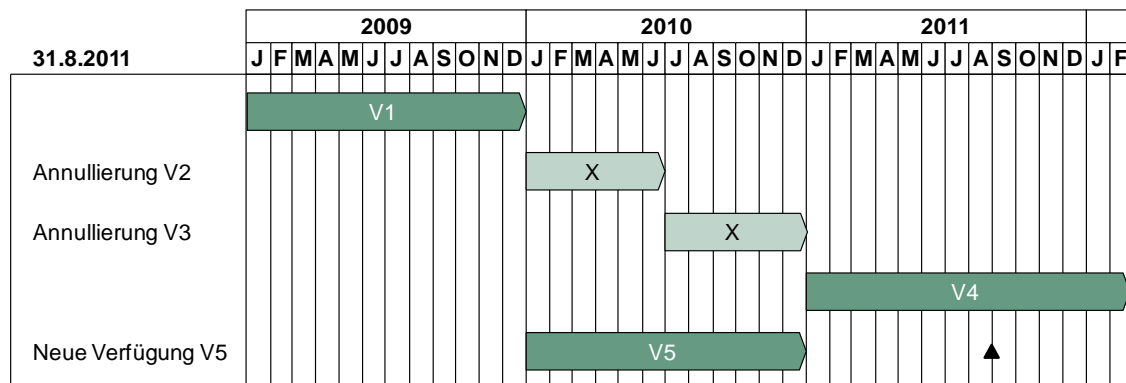 2009 2010 2011
31.8.2011 J F M A M J J A S O N D J F M A M J J A S O N D J F M A M J J A S O N D J F
V1
Annullierung V2 X
Annullierung V3 X
V4
Neue Verfügung V5 V5